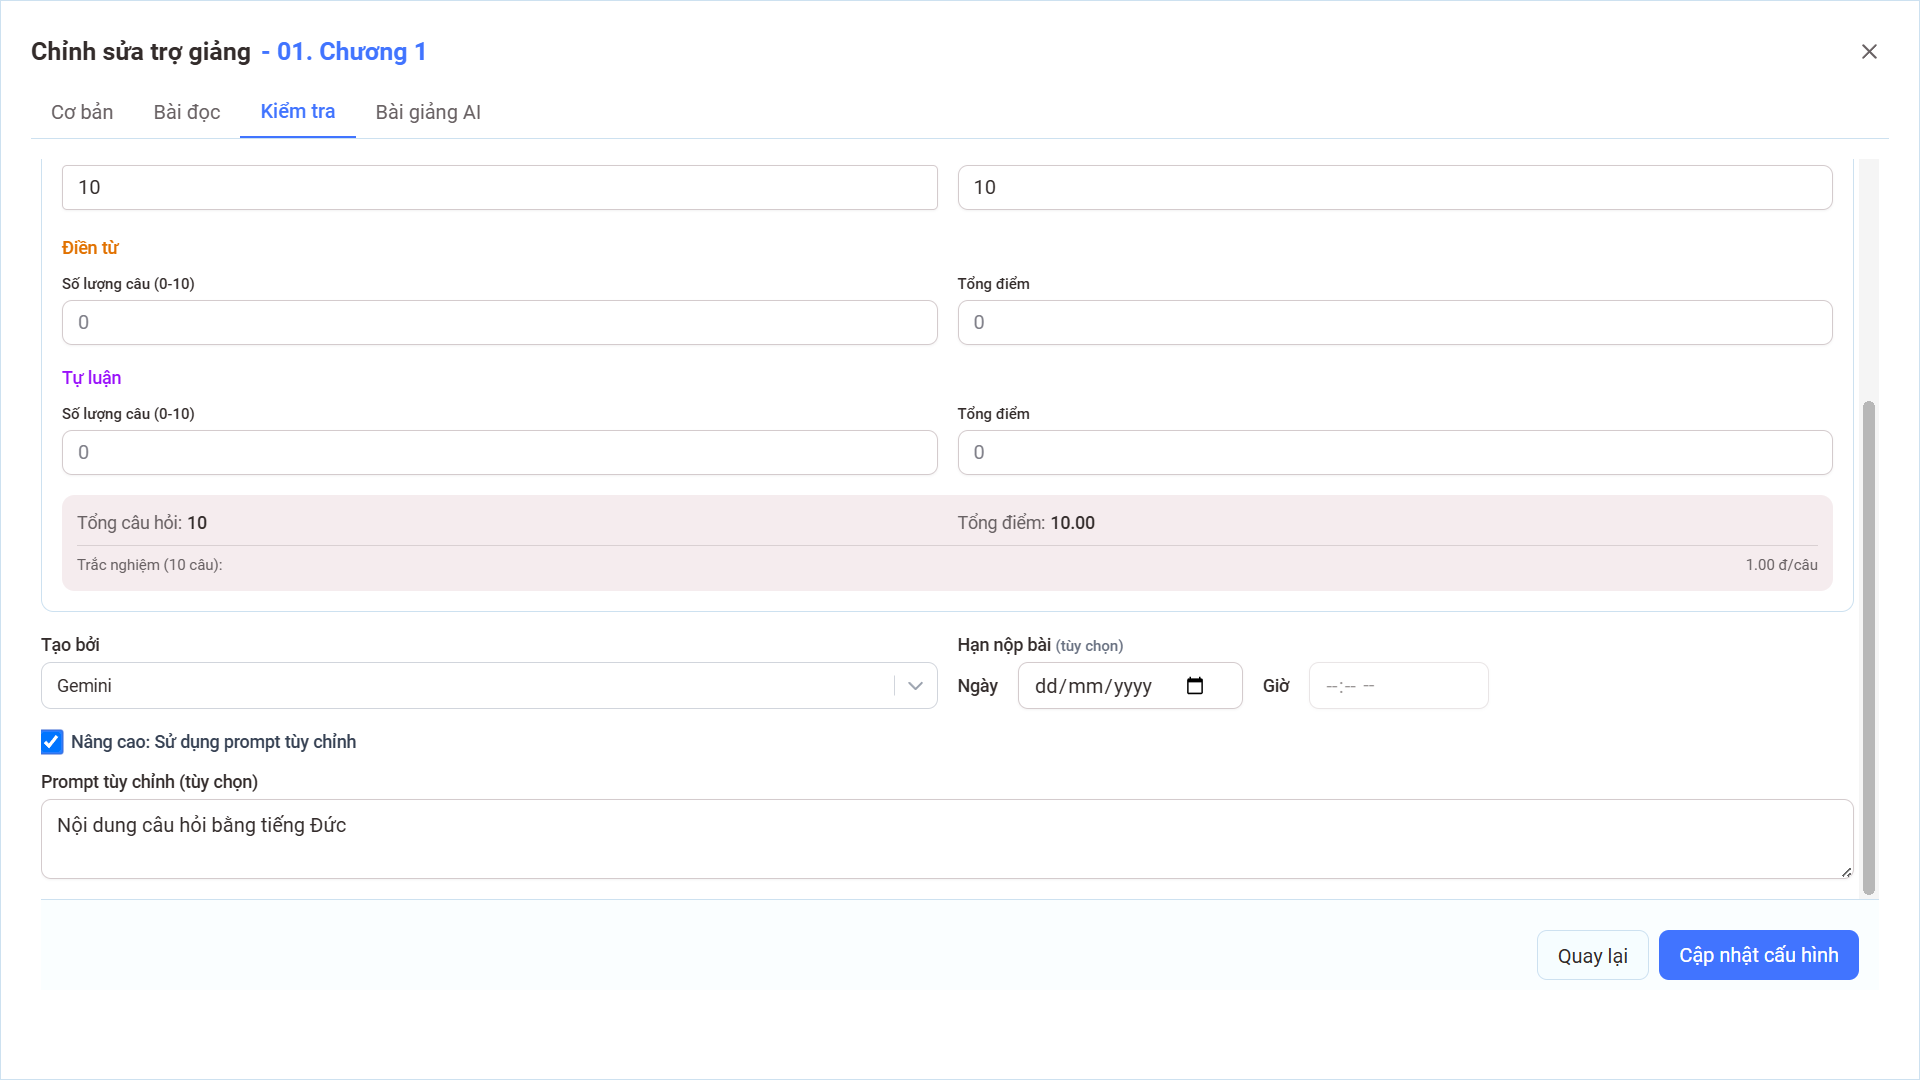 Chỉnh sửa trợ giảng - 01. Chương 1
Cơ bản Bài đọc Kiểm tra Bài giảng AI
10 10
Điền từ
Số lượng câu (0-10) Tổng điểm
0 0
Tự luận
Số lượng câu (0-10) Tổng điểm
0 0
Tổng câu hỏi: 10 Tổng điểm: 10.00
Trắc nghiệm (10 câu): 1.00 đ/câu
Tạo bởi Hạn nộp bài (tùy chọn)
Gemini Ngày dd/mm/yyyy Giờ --:-- --
Nâng cao: Sử dụng prompt tùy chỉnh
Prompt tùy chỉnh (tùy chọn)
Nội dung câu hỏi bằng tiếng Đức
Quay lại Cập nhật cấu hình